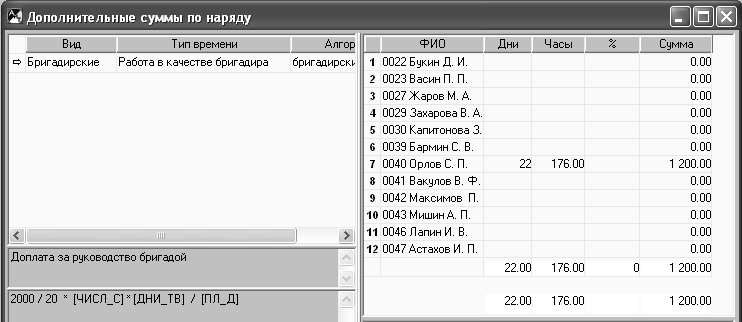 Дополнительные суммы по наряду
Вид Тип времени Алгор
Бригадирские Работа в качестве бригадира бригадирски
Доплата за руководство бригадой
2000 / 20 * [ЧИСЛ_С]*[ДНИ_ТВ] / [ПЛ_Д]
ФИО Дни Часы % Сумма
1 0022 Букин Д. И. 0.00
2 0023 Васин П. П. 0.00
3 0027 Жаров М. А. 0.00
4 0029 Захарова В. А. 0.00
5 0030 Капитонова З. 0.00
6 0039 Бармин С. В. 0.00
7 0040 Орлов С. П. 22 176.00 1 200.00
8 0041 Вакулов В. Ф. 0.00
9 0042 Максимов П. 0.00
10 0043 Мишин А. П. 0.00
11 0046 Лапин И. В. 0.00
12 0047 Астахов И. П. 0.00
22.00 176.00 0 1 200.00
22.00 176.00 1 200.00